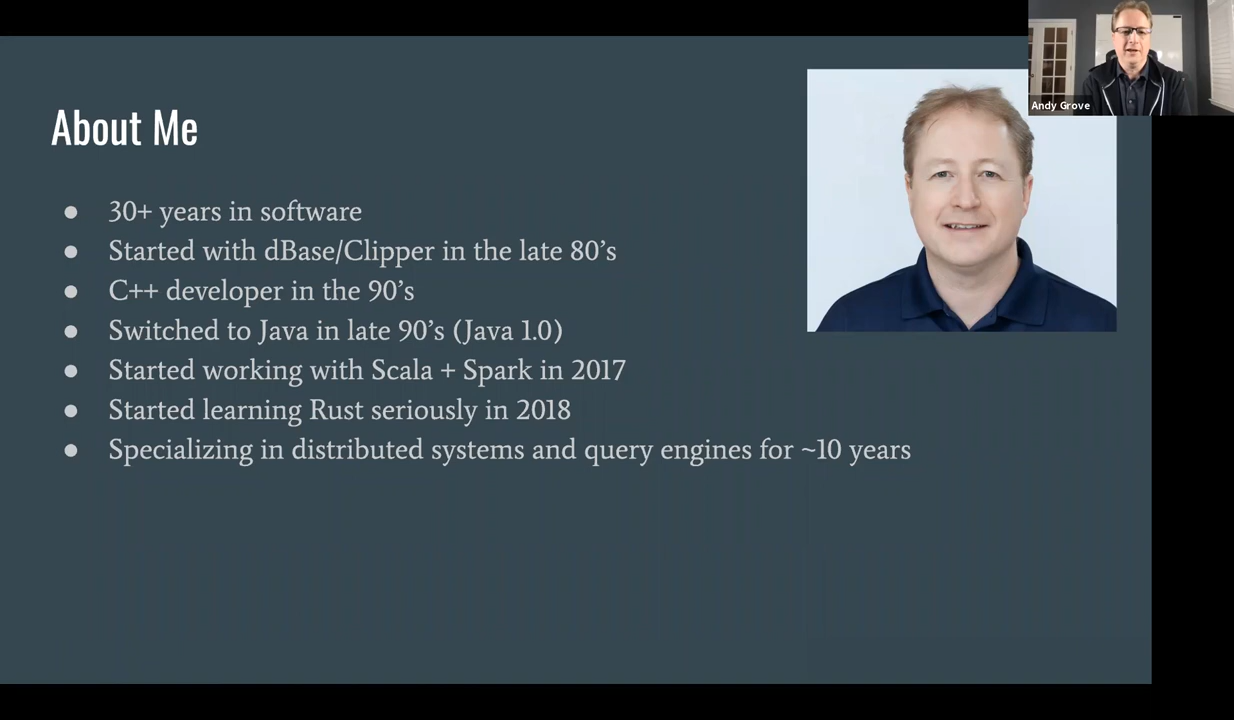 About Me
Andy Grove
● 30+ years in software
● Started with dBase/Clipper in the late 80’s
● C++ developer in the 90’s
● Switched to Java in late 90’s (Java 1.0)
● Started working with Scala + Spark in 2017
● Started learning Rust seriously in 2018
● Specializing in distributed systems and query engines for ~10 years